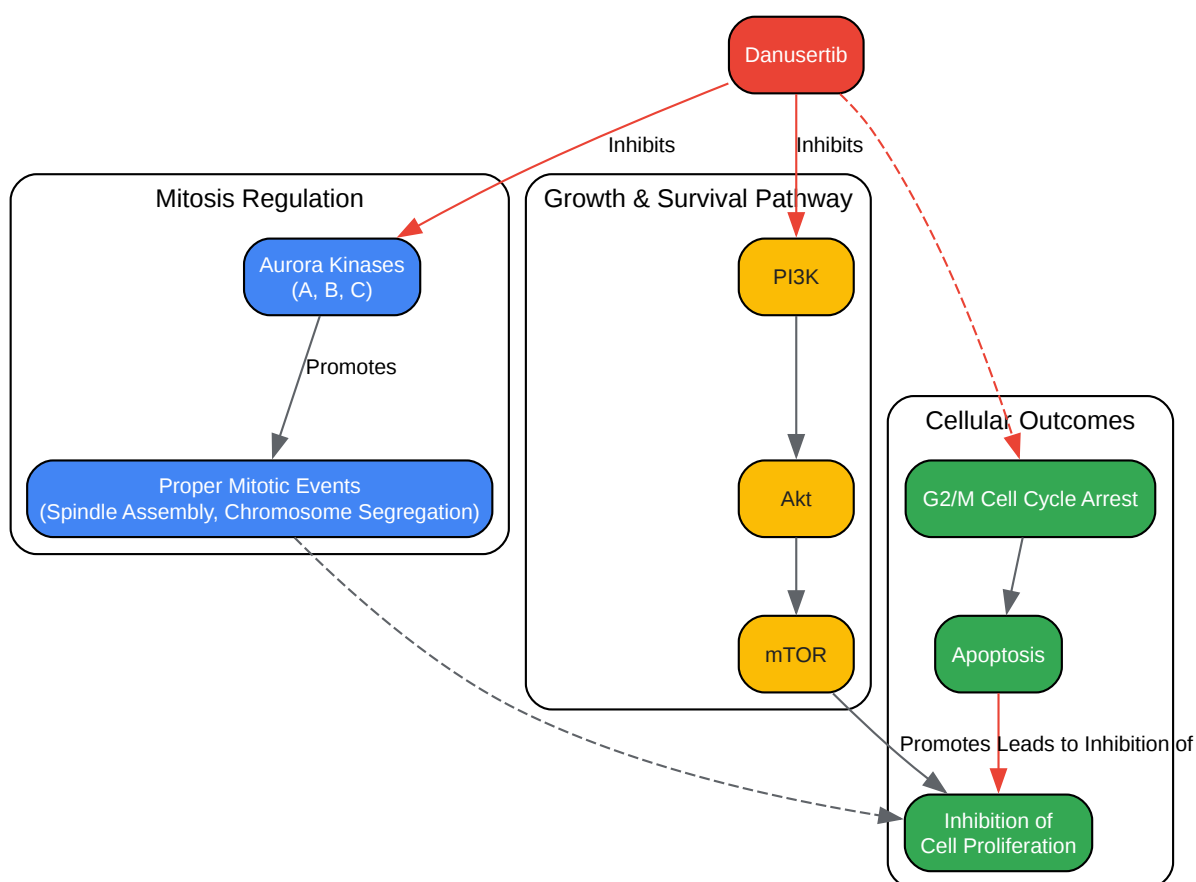 Danusertib
Inhibits
Inhibits
Mitosis Regulation
Growth & Survival Pathway
Aurora Kinases
(A, B, C)
PI3K
Promotes
Cellular Outcomes
Proper Mitotic Events
(Spindle Assembly, Chromosome Segregation)
Akt
G2/M Cell Cycle Arrest
mTOR
Apoptosis
Promotes
Leads to Inhibition of
Inhibition of
Cell Proliferation